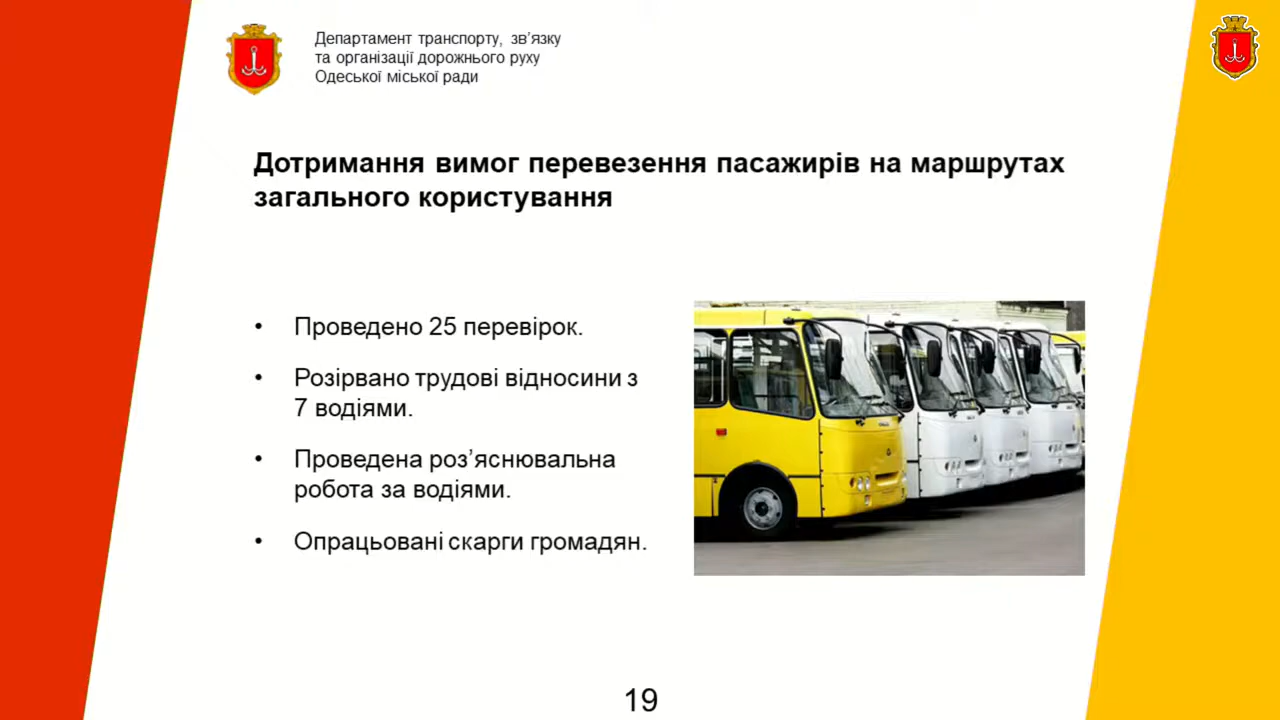 Департамент транспорту, зв’язку
та організації дорожнього руху
Одеської міської ради
Дотримання вимог перевезення пасажирів на маршрутах
загального користування
• Проведено 25 перевірок.
• Розірвано трудові відносини з
7 водіями.
• Проведена роз’яснювальна
робота за водіями.
• Опрацьовані скарги громадян.
19